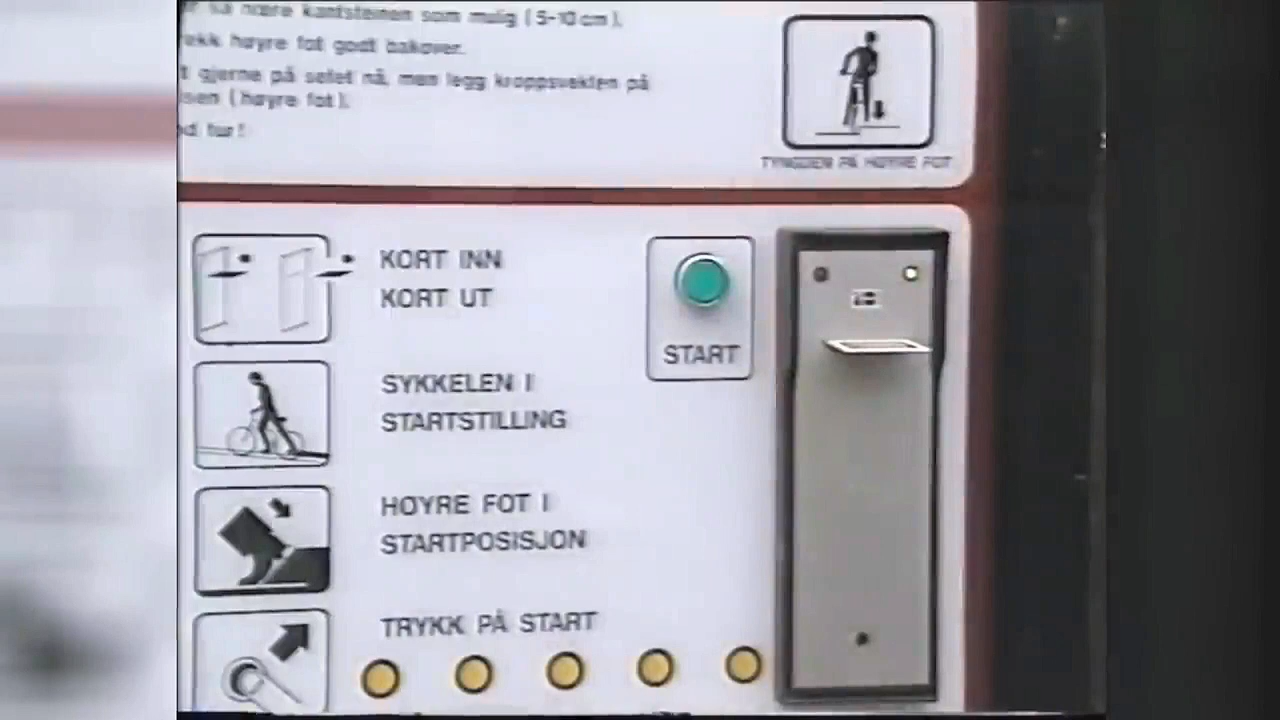 så nære kantsteinen som mulig (5-10 cm).
høyre fot godt bakover.
gjerne på setet nå, men legg kroppsvekten på
(høyre fot).
tur!
TYNGDEN PÅ HØYRE FOT
KORT INN
KORT UT
START
SYKKELEN I
STARTSTILLING
HØYRE FOT I
STARTPOSISJON
TRYKK PÅ START